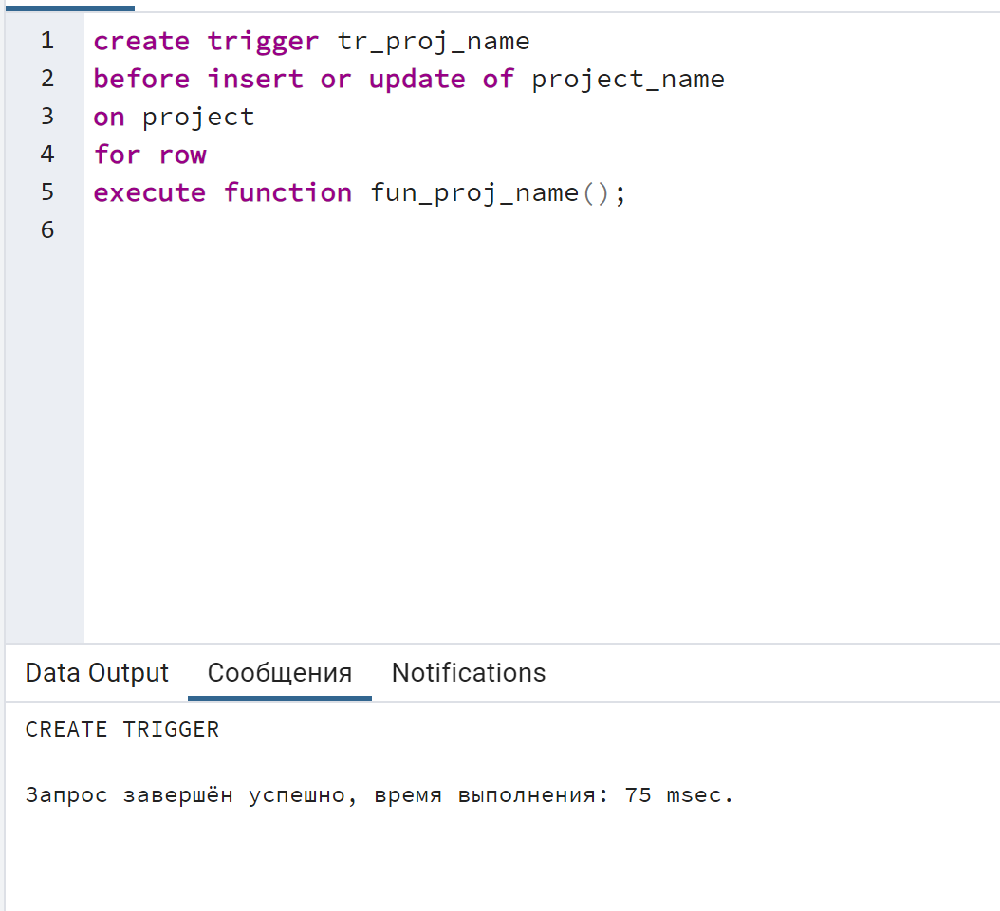 1 create trigger tr_proj_name
2 before insert or update of project_name
3 on project
4 for row
5 execute function fun_proj_name();
6
Data Output Сообщения Notifications
CREATE TRIGGER
Запрос завершён успешно, время выполнения: 75 msec.